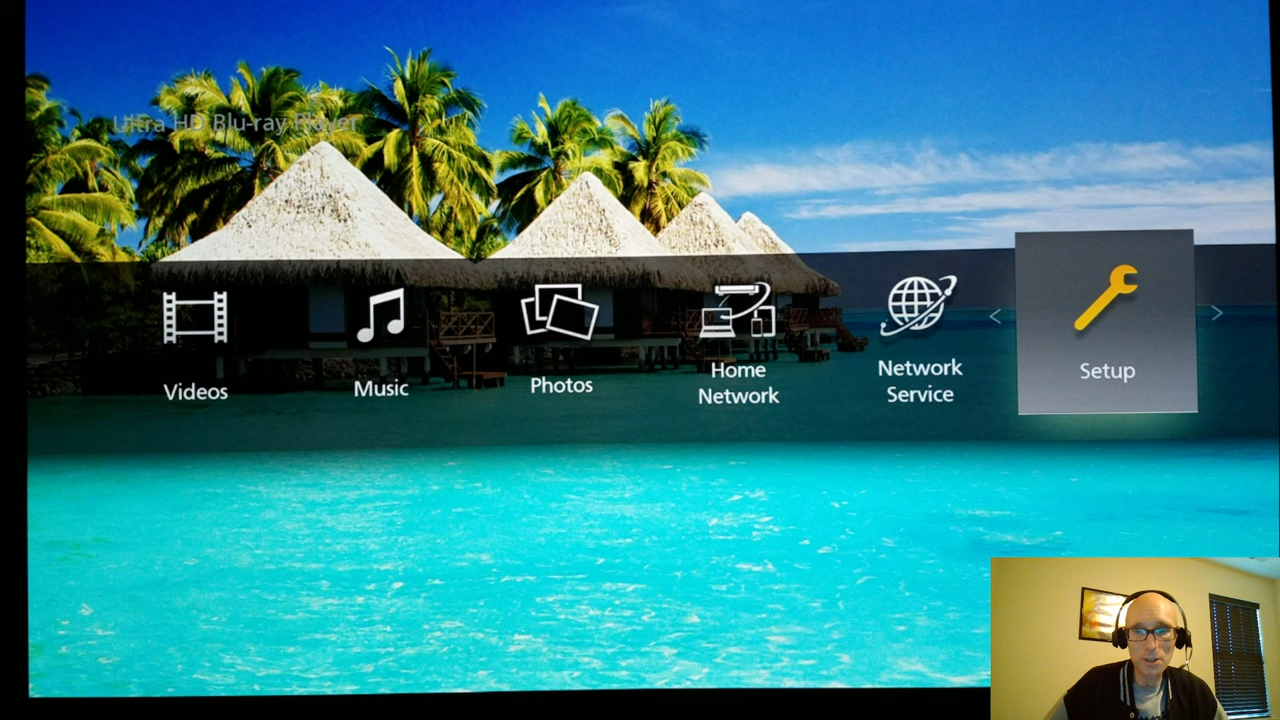 Ultra HD Blu-ray Player
Videos
Music
Photos
Home
Network
Network
Service
Setup